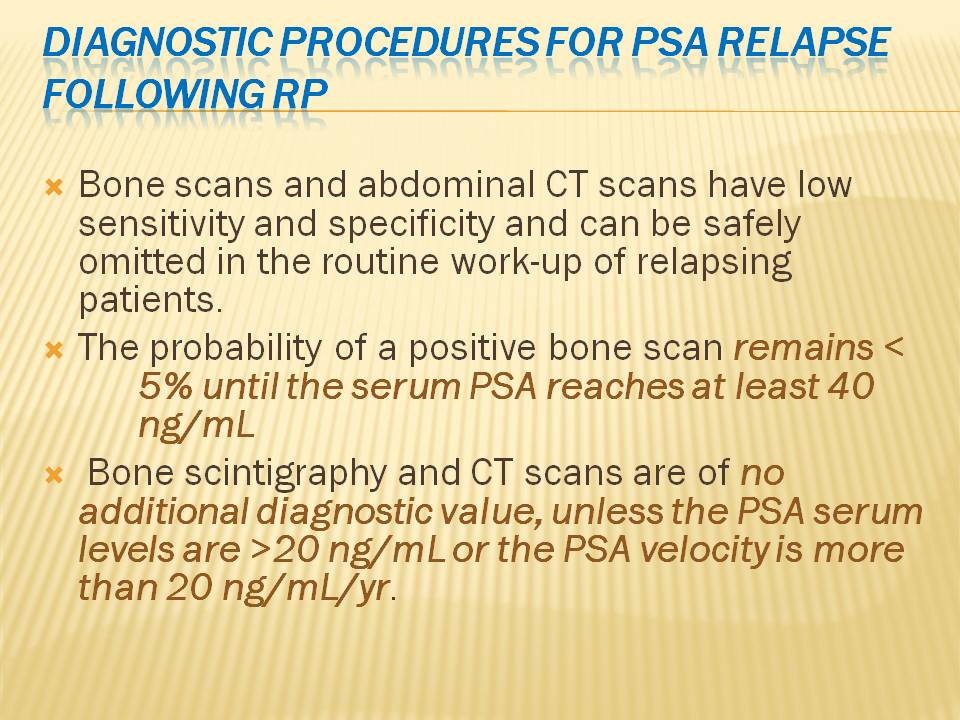 DIAGNOSTIC PROCEDURES FOR PSA RELAPSE
FOLLOWING RP
Bone scans and abdominal CT scans have low
sensitivity and specificity and can be safely
omitted in the routine work-up of relapsing
patients.
The probability of a positive bone scan remains <
5% until the serum PSA reaches at least 40
ng/mL
Bone scintigraphy and CT scans are of no
additional diagnostic value, unless the PSA serum
levels are >20 ng/mL or the PSA velocity is more
than 20 ng/mL/yr.